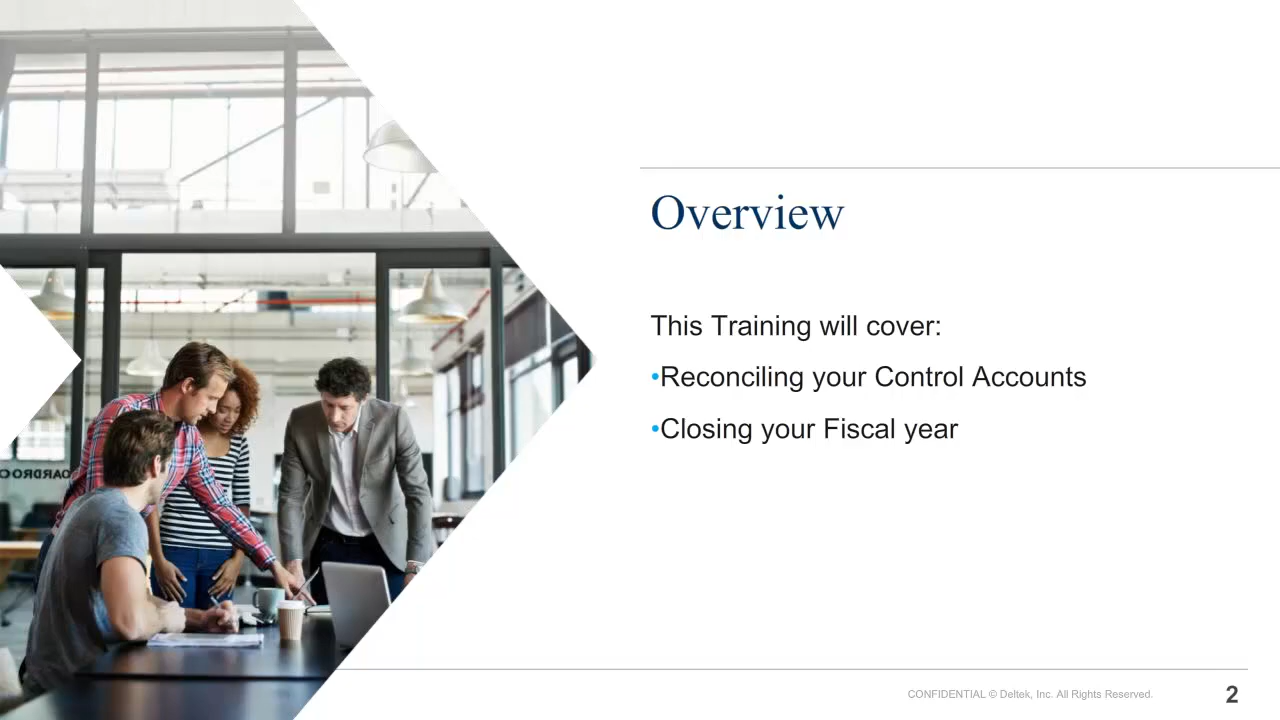 Overview
This Training will cover:
•Reconciling your Control Accounts
•Closing your Fiscal year
OARDRO
CONFIDENTIAL © Deltek, Inc. All Rights Reserved.
2